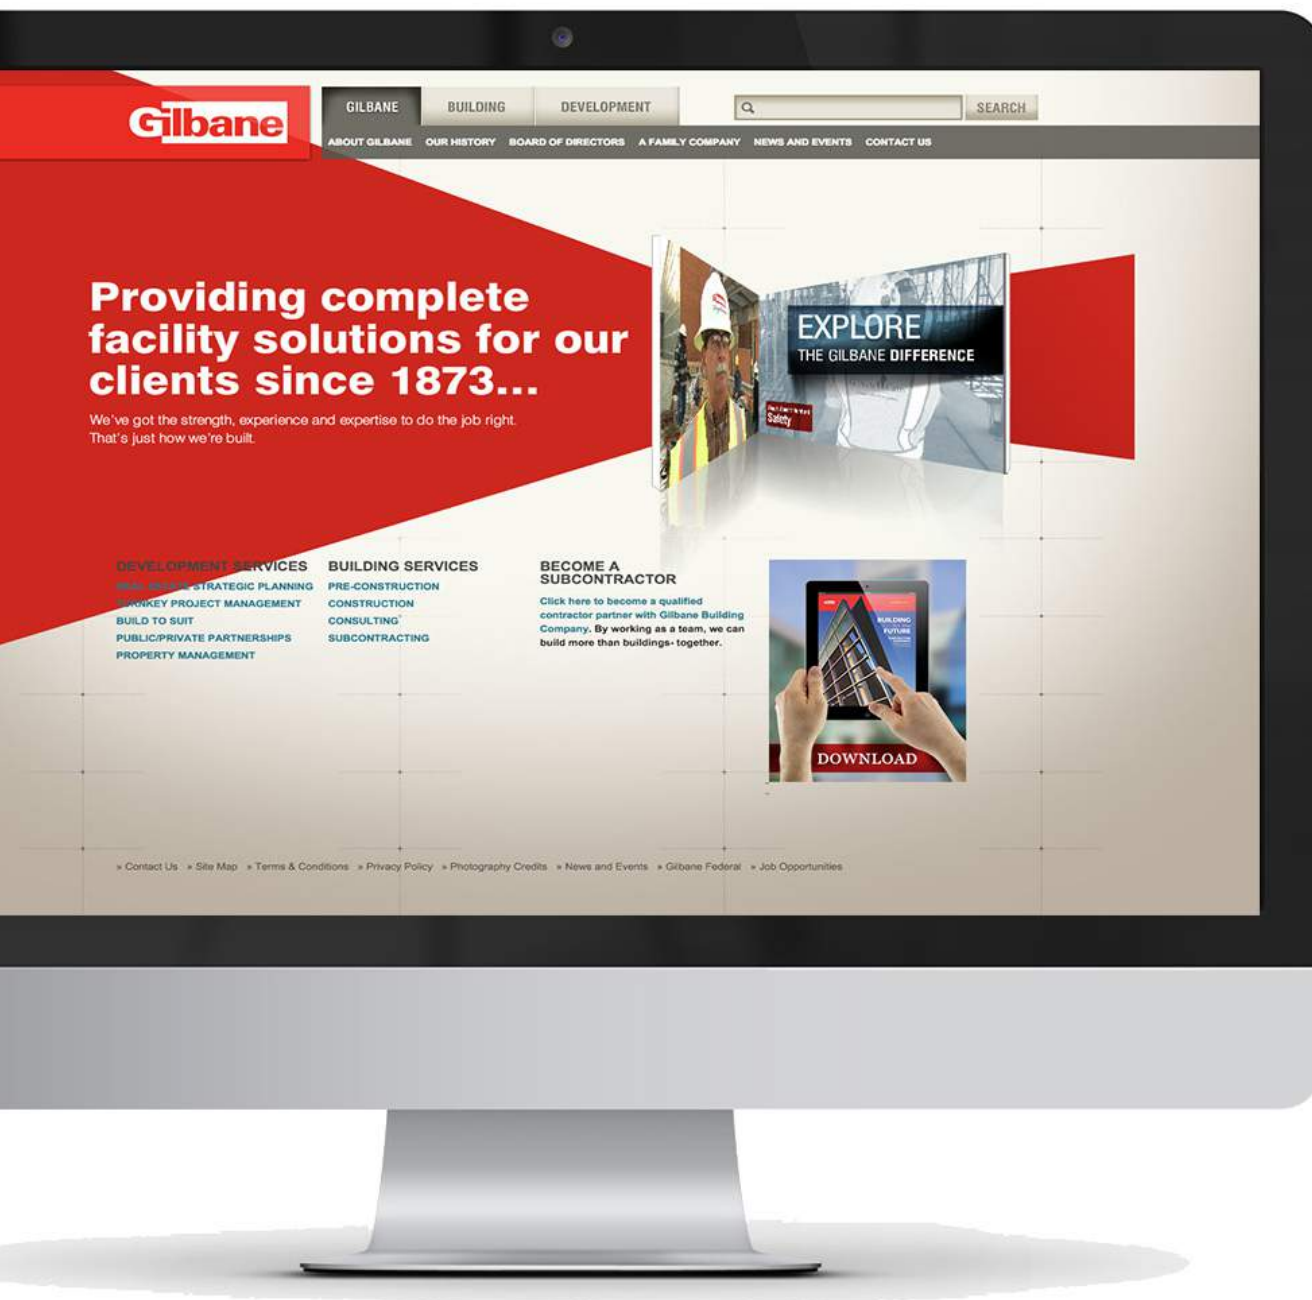 Gilbane
GILBANE BUILDING DEVELOPMENT SEARCH
ABOUT GILBANE OUR HISTORY BOARD OF DIRECTORS A FAMILY COMPANY NEWS AND EVENTS CONTACT US
Providing complete
facility solutions for our
clients since 1873...
We've got the strength, experience and expertise to do the job right.
That's just how we're built.
EXPLORE
THE GILBANE DIFFERENCE
Safety
DEVELOPMENT SERVICES
STRATEGIC PLANNING
TURNKEY PROJECT MANAGEMENT
BUILD TO SUIT
PUBLIC/PRIVATE PARTNERSHIPS
PROPERTY MANAGEMENT
BUILDING SERVICES
PRE-CONSTRUCTION
CONSTRUCTION
CONSULTING
SUBCONTRACTING
BECOME A
SUBCONTRACTOR
Click here to become a qualified
contractor partner with Gilbane Building
Company. By working as a team, we can
build more than buildings- together.
BUILDING
FUTURE
DOWNLOAD
» Contact Us » Site Map » Terms & Conditions » Privacy Policy » Photography Credits » News and Events » Gilbane Federal » Job Opportunities